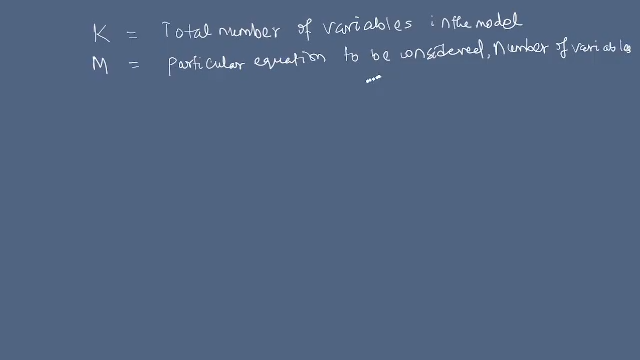 K = Total number of variables in the model
M = particular equation to be considered, Number of variables